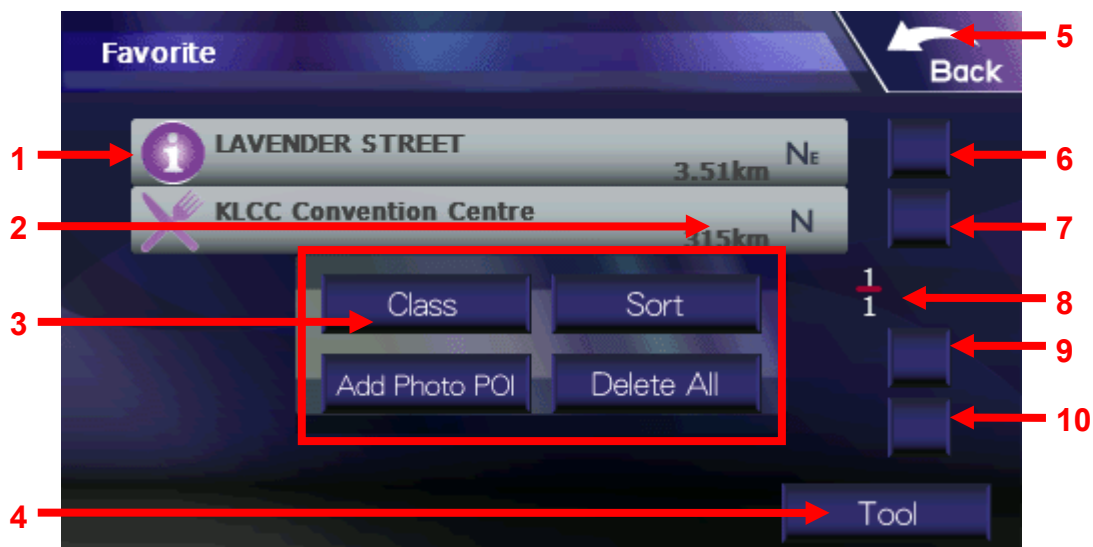 Favorite
Back
5
1
LAVENDER STREET
3.51km
NE
6
2
KLCC Convention Centre
315km
N
7
3
Class
Sort
Add Photo POI
Delete All
1
1
8
9
10
4
Tool